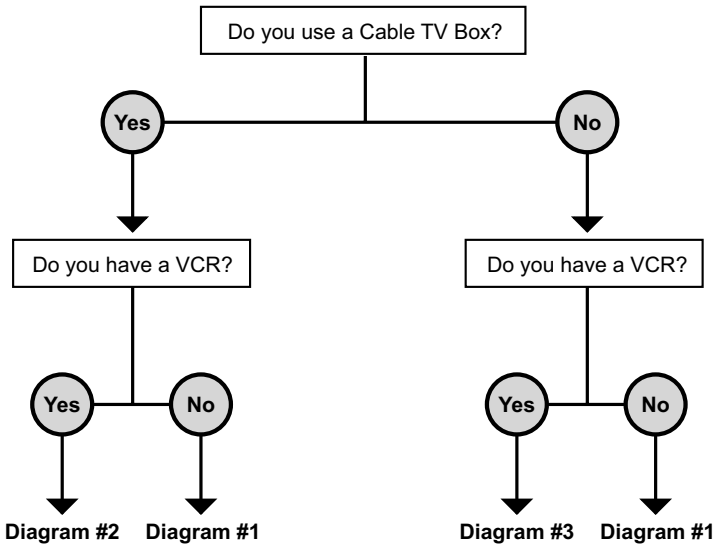 Do you use a Cable TV Box?
Yes
No
Do you have a VCR?
Do you have a VCR?
Yes
No
Yes
No
Diagram #2
Diagram #1
Diagram #3
Diagram #1